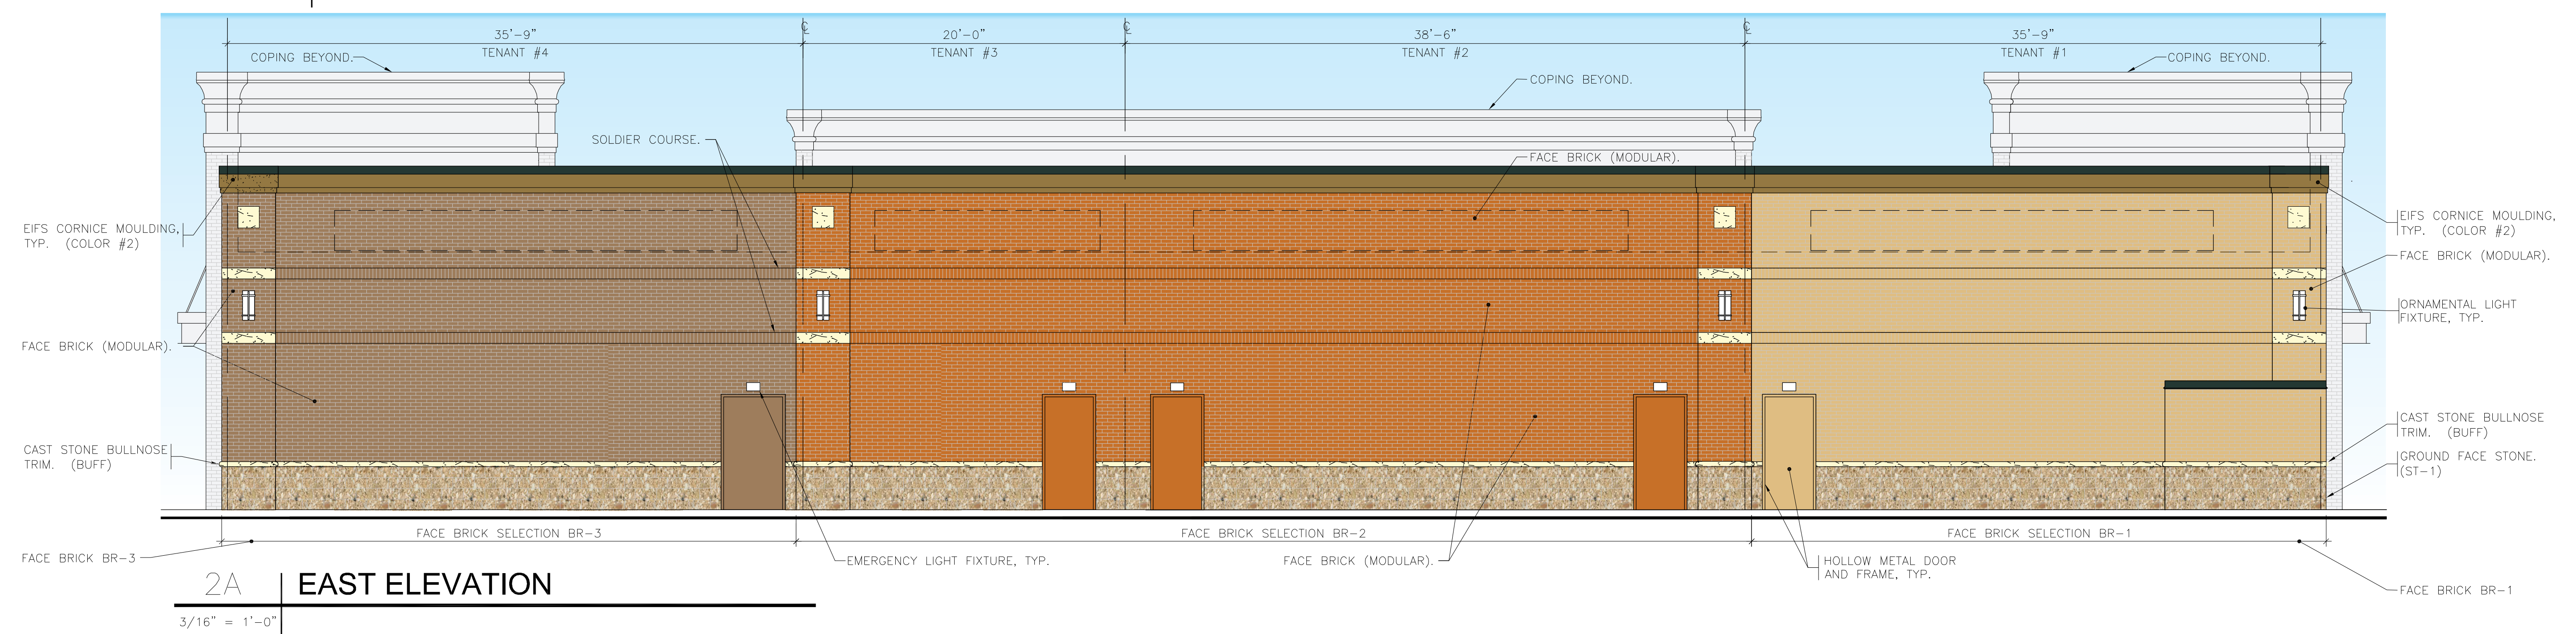 35'-9"
TENANT #4
℄
20'-0"
TENANT #3
℄
38'-6"
TENANT #2
℄
35'-9"
TENANT #1
COPING BEYOND.
COPING BEYOND.
COPING BEYOND.
SOLDIER COURSE.
FACE BRICK (MODULAR).
EIFS CORNICE MOULDING,
TYP. (COLOR #2)
EIFS CORNICE MOULDING,
TYP. (COLOR #2)
FACE BRICK (MODULAR).
ORNAMENTAL LIGHT
FIXTURE, TYP.
FACE BRICK (MODULAR).
CAST STONE BULLNOSE
TRIM. (BUFF)
CAST STONE BULLNOSE
TRIM. (BUFF)
GROUND FACE STONE.
(ST-1)
FACE BRICK SELECTION BR-3
FACE BRICK SELECTION BR-2
FACE BRICK SELECTION BR-1
FACE BRICK BR-3
EMERGENCY LIGHT FIXTURE, TYP.
FACE BRICK (MODULAR).
HOLLOW METAL DOOR
AND FRAME, TYP.
FACE BRICK BR-1
2A
EAST ELEVATION
3/16" = 1'-0"